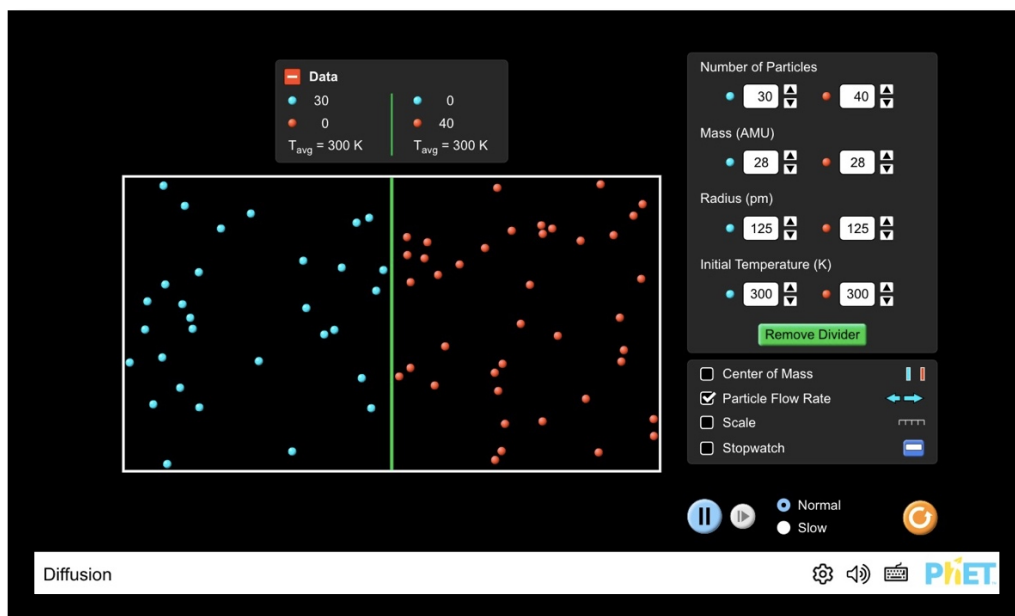 Data
30 0
0 40
Tavg = 300 K Tavg = 300 K
Number of Particles
30 40
Mass (AMU)
28 28
Radius (pm)
125 125
Initial Temperature (K)
300 300
Remove Divider
Center of Mass
Particle Flow Rate
Scale
Stopwatch
Normal
Slow
Diffusion
PhET